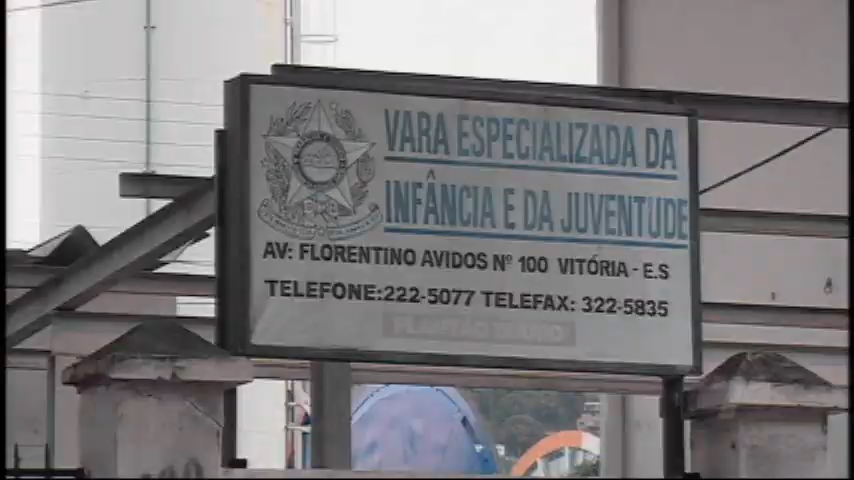 VARA ESPECIALIZADA DA
INFÂNCIA E DA JUVENTUDE
AV: FLORENTINO AVIDOS Nº 100 VITÓRIA - E.S
TELEFONE:222-5077 TELEFAX: 322-5835